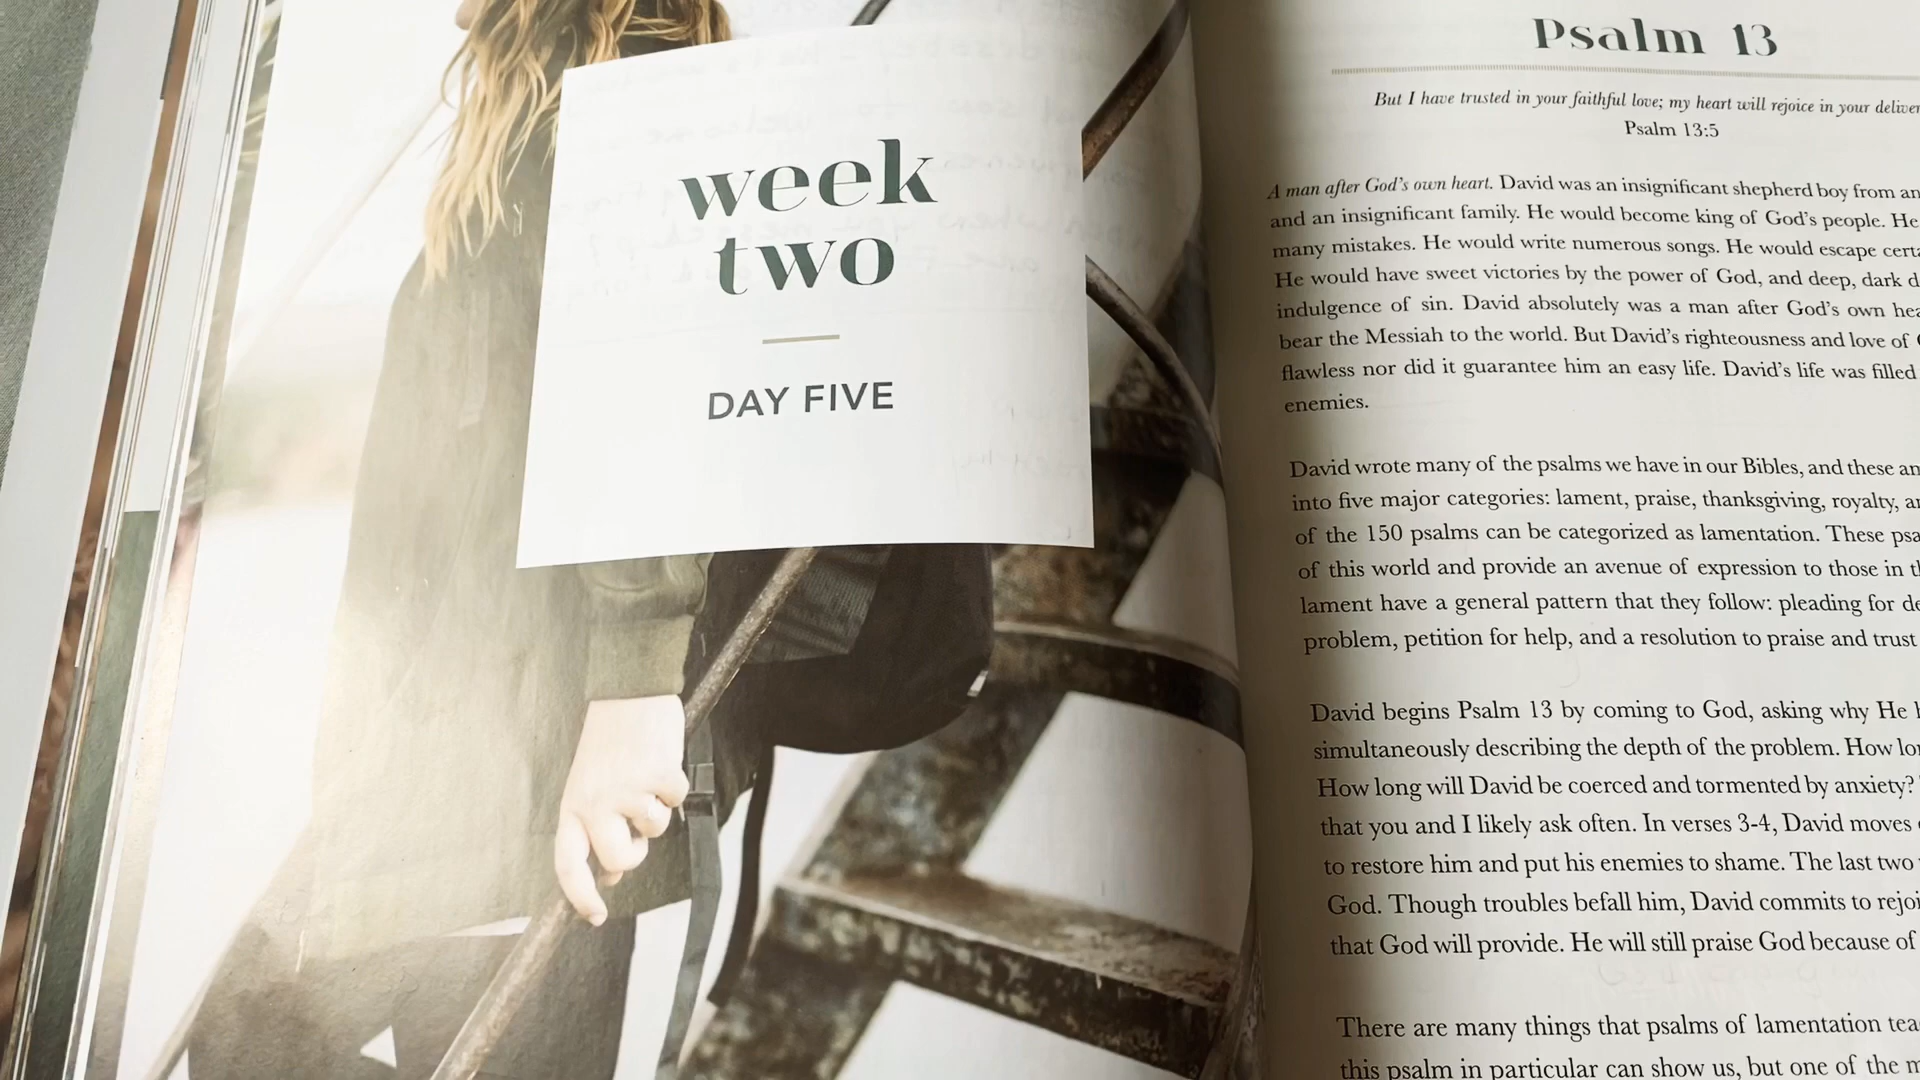 week
two
DAY FIVE
Psalm 13
But I have trusted in your faithful love; my heart will rejoice in your
Psalm 13:5
A man after God's own heart. David was an insignificant shepherd boy from an
and an insignificant family. He would become king of God's people. He
many mistakes. He would write numerous songs. He would escape
He would have sweet victories by the power of God, and deep, dark
indulgence of sin. David absolutely was a man after God's own
bear the Messiah to the world. But David's righteousness and love of
flawless nor did it guarantee him an easy life. David's life was filled
enemies.
David wrote many of the psalms we have in our Bibles, and these
into five major categories: lament, praise, thanksgiving, royalty,
of the 150 psalms can be categorized as lamentation. These
of this world and provide an avenue of expression to those in
lament have a general pattern that they follow: pleading for
problem, petition for help, and a resolution to praise and trust
David begins Psalm 13 by coming to God, asking why He
simultaneously describing the depth of the problem. How
How long will David be coerced and tormented by anxiety?
that you and I likely ask often. In verses 3-4, David moves
to restore him and put his enemies to shame. The last two
God. Though troubles befall him, David commits to
that God will provide. He will still praise God because of
There are many things that psalms of lamentation
this psalm in particular can show us, but one of the